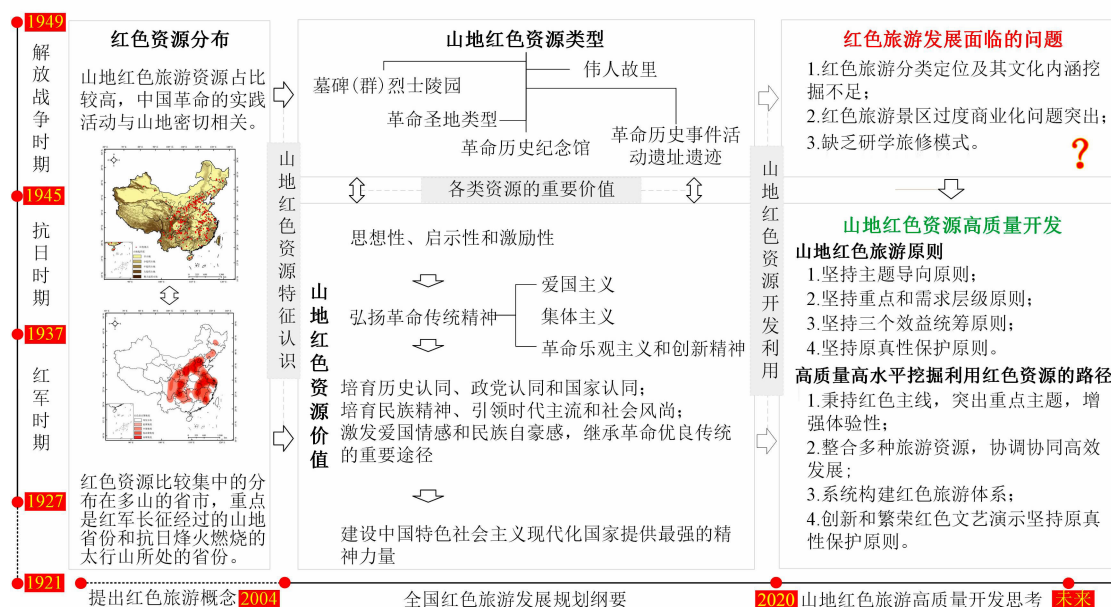 1949
解放战争时期
1945
抗日时期
1937
红军时期
1927
1921
红色资源分布
山地红色旅游资源占比
较高，中国革命的实践
活动与山地密切相关。
红色资源比较集中的分
布在多山的省市，重点
是红军长征经过的山地
省份和抗日烽火燃烧的
太行山所处的省份。
山地红色资源特征认识
山地红色资源类型
墓碑(群)烈士陵园
伟人故里
革命圣地类型
革命历史纪念馆
革命历史事件活
动遗址遗迹
各类资源的重要价值
山地红色资源价值
思想性、启示性和激励性
弘扬革命传统精神
爱国主义
集体主义
革命乐观主义和创新精神
培育历史认同、政党认同和国家认同；
培育民族精神、引领时代主流和社会风尚；
激发爱国情感和民族自豪感，继承革命优良传统
的重要途径
建设中国特色社会主义现代化国家提供最强的精
神力量
山地红色资源开发利用
红色旅游发展面临的问题
1.红色旅游分类定位及其文化内涵挖
掘不足；
2.红色旅游景区过度商业化问题突出；
3.缺乏研学旅修模式。
？
山地红色资源高质量开发
山地红色旅游原则
1.坚持主题导向原则；
2.坚持重点和需求层级原则；
3.坚持三个效益统筹原则；
4.坚持原真性保护原则。
高质量高水平挖掘利用红色资源的路径
1.秉持红色主线，突出重点主题，增
强体验性；
2.整合多种旅游资源，协调协同高效
发展；
3.系统构建红色旅游体系；
4.创新和繁荣红色文艺演示坚持原真
性保护原则。
提出红色旅游概念
2004
全国红色旅游发展规划纲要
2020
山地红色旅游高质量开发思考
未来